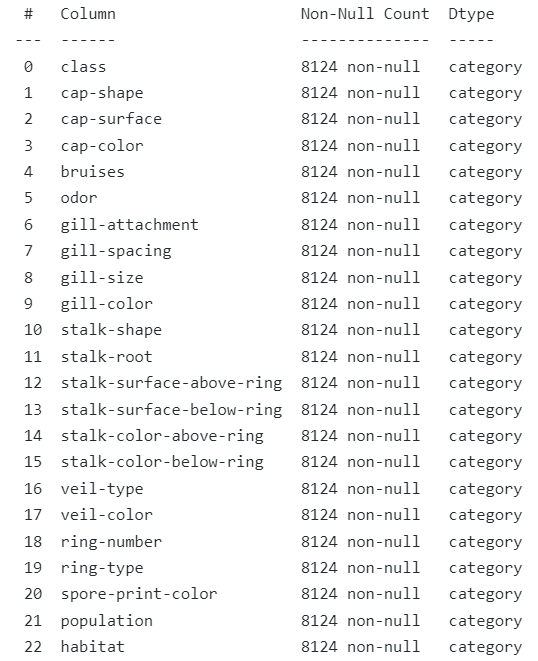 #   Column                    Non-Null Count  Dtype
---  ------                    --------------  -----
0   class                     8124 non-null   category
1   cap-shape                 8124 non-null   category
2   cap-surface               8124 non-null   category
3   cap-color                 8124 non-null   category
4   bruises                   8124 non-null   category
5   odor                      8124 non-null   category
6   gill-attachment           8124 non-null   category
7   gill-spacing              8124 non-null   category
8   gill-size                 8124 non-null   category
9   gill-color                8124 non-null   category
10  stalk-shape               8124 non-null   category
11  stalk-root                8124 non-null   category
12  stalk-surface-above-ring  8124 non-null   category
13  stalk-surface-below-ring  8124 non-null   category
14  stalk-color-above-ring    8124 non-null   category
15  stalk-color-below-ring    8124 non-null   category
16  veil-type                 8124 non-null   category
17  veil-color                8124 non-null   category
18  ring-number               8124 non-null   category
19  ring-type                 8124 non-null   category
20  spore-print-color         8124 non-null   category
21  population                8124 non-null   category
22  habitat                   8124 non-null   category